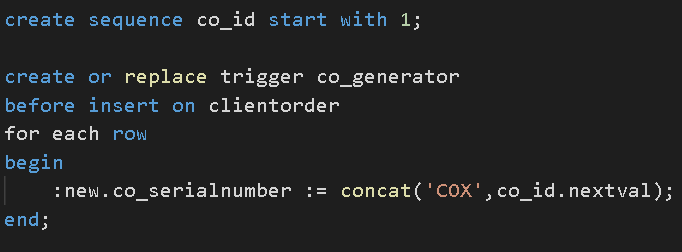 create sequence co_id start with 1;
create or replace trigger co_generator
before insert on clientorder
for each row
begin
:new.co_serialnumber := concat('COX',co_id.nextval);
end;